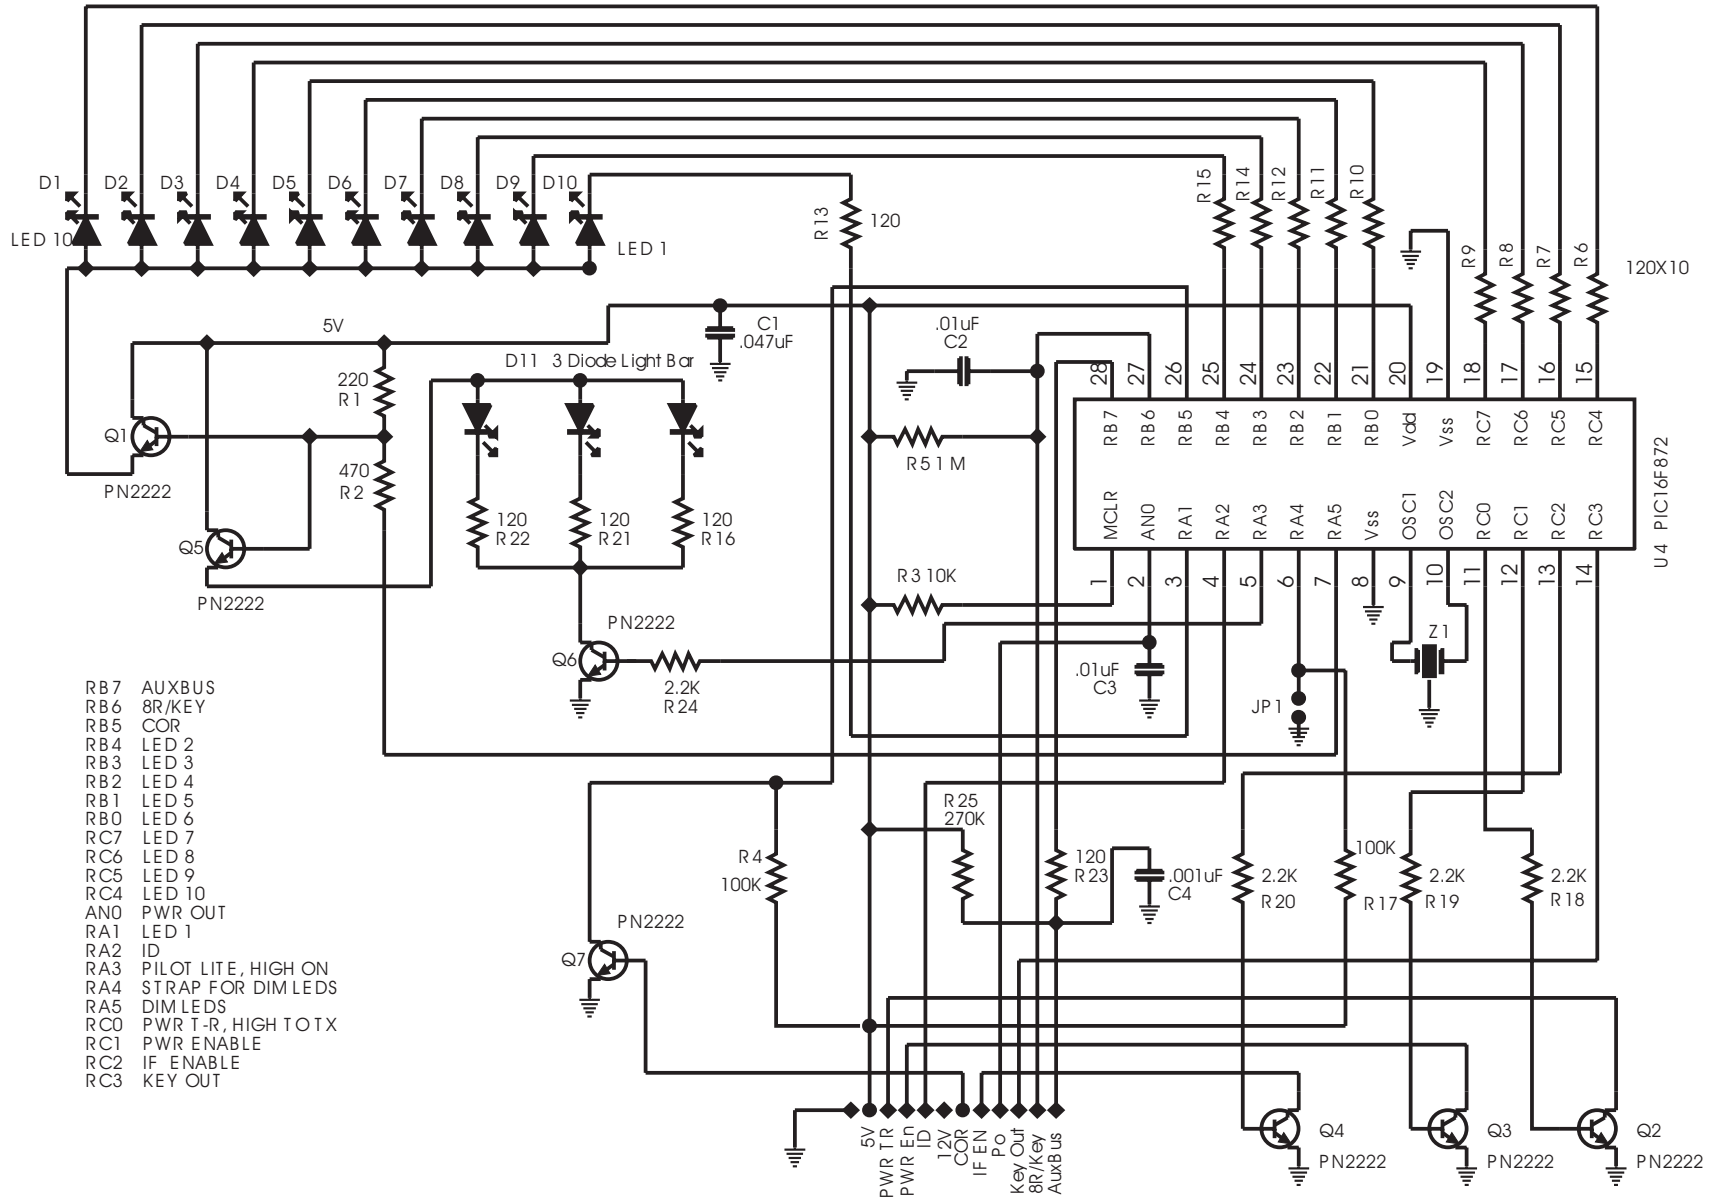 D1 D2 D3 D4 D5 D6 D7 D8 D9 D10
LED 10
LED 1
R13
120
R15
R14
R12
R11
R10
R9
R8
R7
R6
120X10
5V
C1
.047uF
.01uF
C2
D11 3 Diode Light Bar
220
R1
Q1
470
R2
PN2222
R5 1M
120
R22
120
R21
120
R16
Q5
PN2222
28 27 26 25 24 23 22 21 20 19 18 17 16 15
RB7 RB6 RB5 RB4 RB3 RB2 RB1 RB0 Vdd Vss RC7 RC6 RC5 RC4
MCLR AN0 RA1 RA2 RA3 RA4 RA5 Vss OSC1 OSC2 RC0 RC1 RC2 RC3
1 2 3 4 5 6 7 8 9 10 11 12 13 14
U4 PIC16F872
R3 10K
PN2222
Q6
2.2K
R24
.01uF
C3
Z1
JP1
RB7 AUXBUS
RB6 8R/KEY
RB5 COR
RB4 LED 2
RB3 LED 3
RB2 LED 4
RB1 LED 5
RB0 LED 6
RC7 LED 7
RC6 LED 8
RC5 LED 9
RC4 LED 10
AN0 PWR OUT
RA1 LED 1
RA2 ID
RA3 PILOT LITE, HIGH ON
RA4 STRAP FOR DIM LEDS
RA5 DIM LEDS
RC0 PWR T-R, HIGH TO TX
RC1 PWR ENABLE
RC2 IF ENABLE
RC3 KEY OUT
R25
270K
R4
100K
120
R23
.001uF
C4
2.2K
R20
100K
R17
2.2K
R19
2.2K
R18
PN2222
Q7
5V
PWR TR
PWR En
ID
12V
COR
IF EN
Po
Key Out
8R/Key
AuxBus
Q4
PN2222
Q3
PN2222
Q2
PN2222